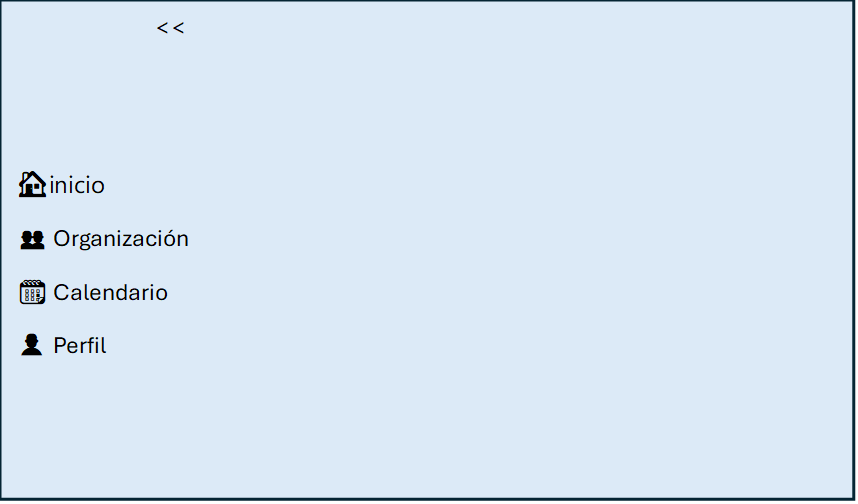 <<
inicio
Organización
Calendario
Perfil